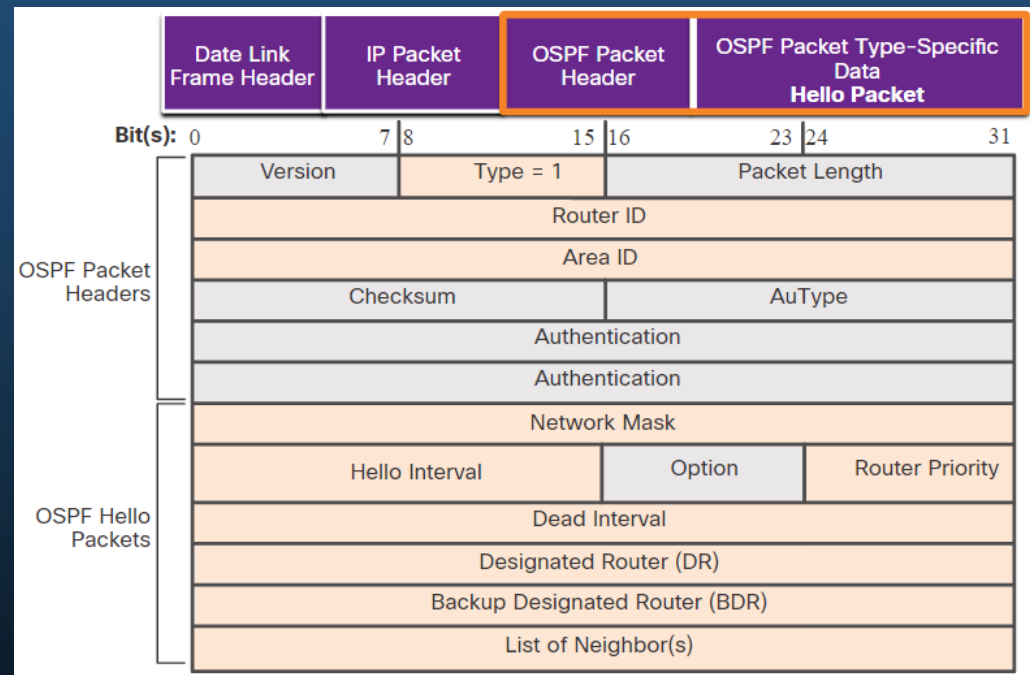 Date Link
Frame Header
IP Packet
Header
OSPF Packet
Header
OSPF Packet Type-Specific
Data
Hello Packet
Bit(s): 0 7 8 15 16 23 24 31
OSPF Packet
Headers
Version Type = 1 Packet Length
Router ID
Area ID
Checksum AuType
Authentication
Authentication
OSPF Hello
Packets
Network Mask
Hello Interval Option Router Priority
Dead Interval
Designated Router (DR)
Backup Designated Router (BDR)
List of Neighbor(s)